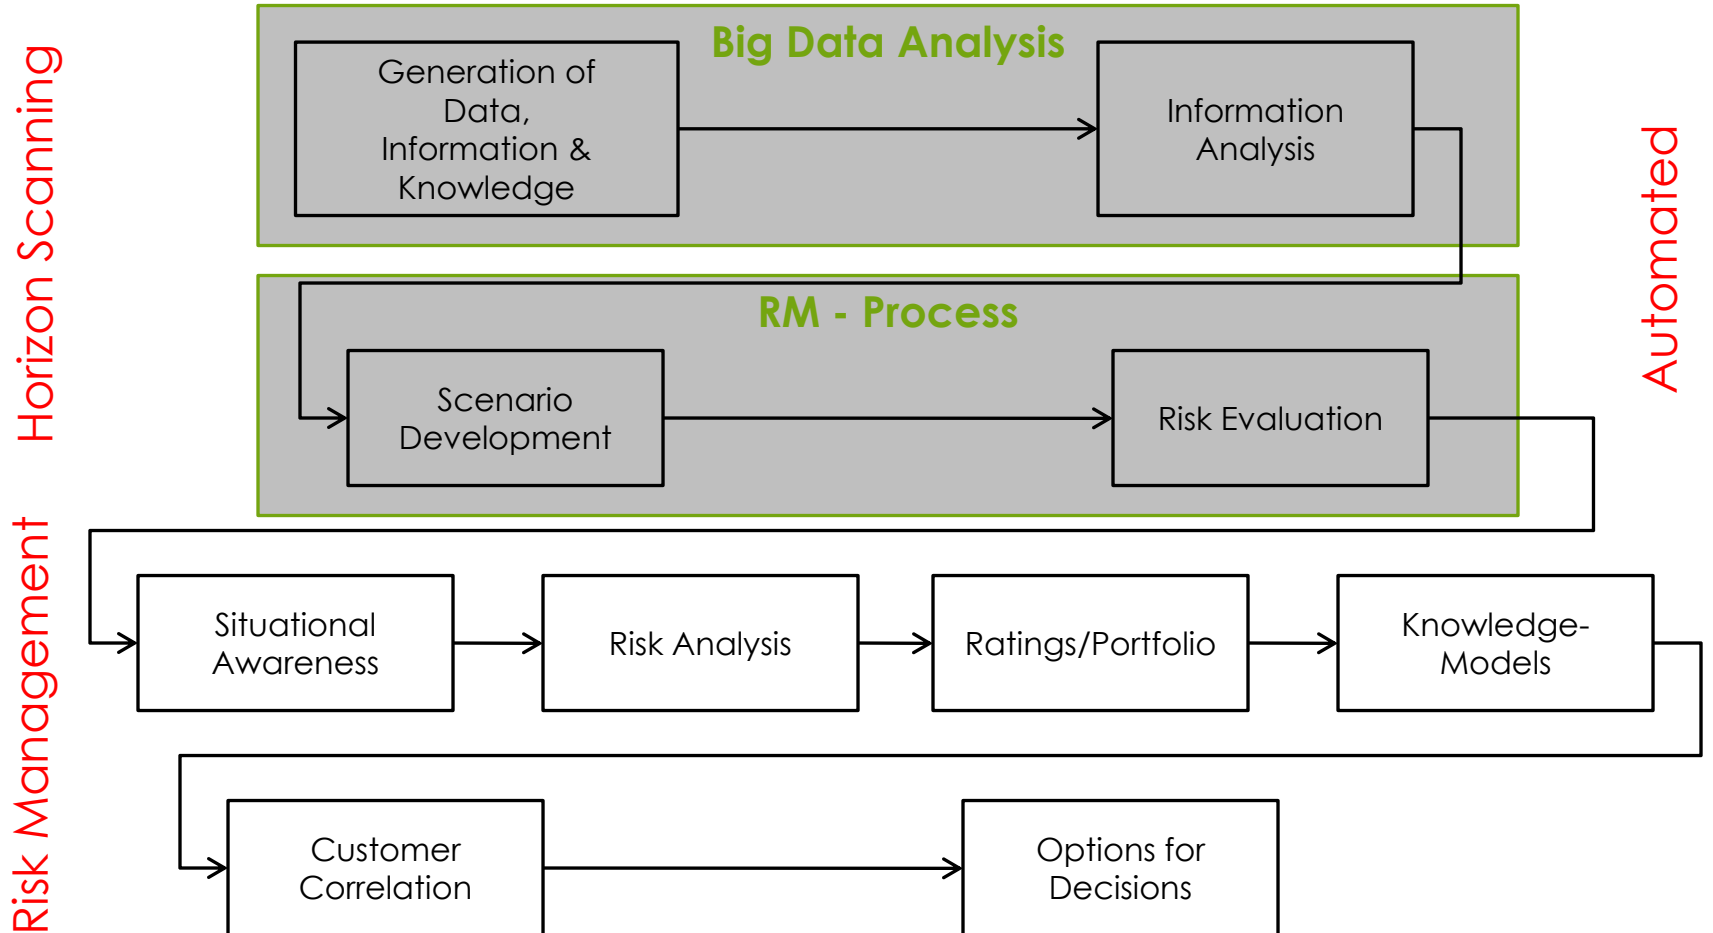 Horizon Scanning
Big Data Analysis
Generation of
Data,
Information &
Knowledge
Information
Analysis
Automated
RM - Process
Scenario
Development
Risk Evaluation
Risk Management
Situational
Awareness
Risk Analysis
Ratings/Portfolio
Knowledge-
Models
Customer
Correlation
Options for
Decisions